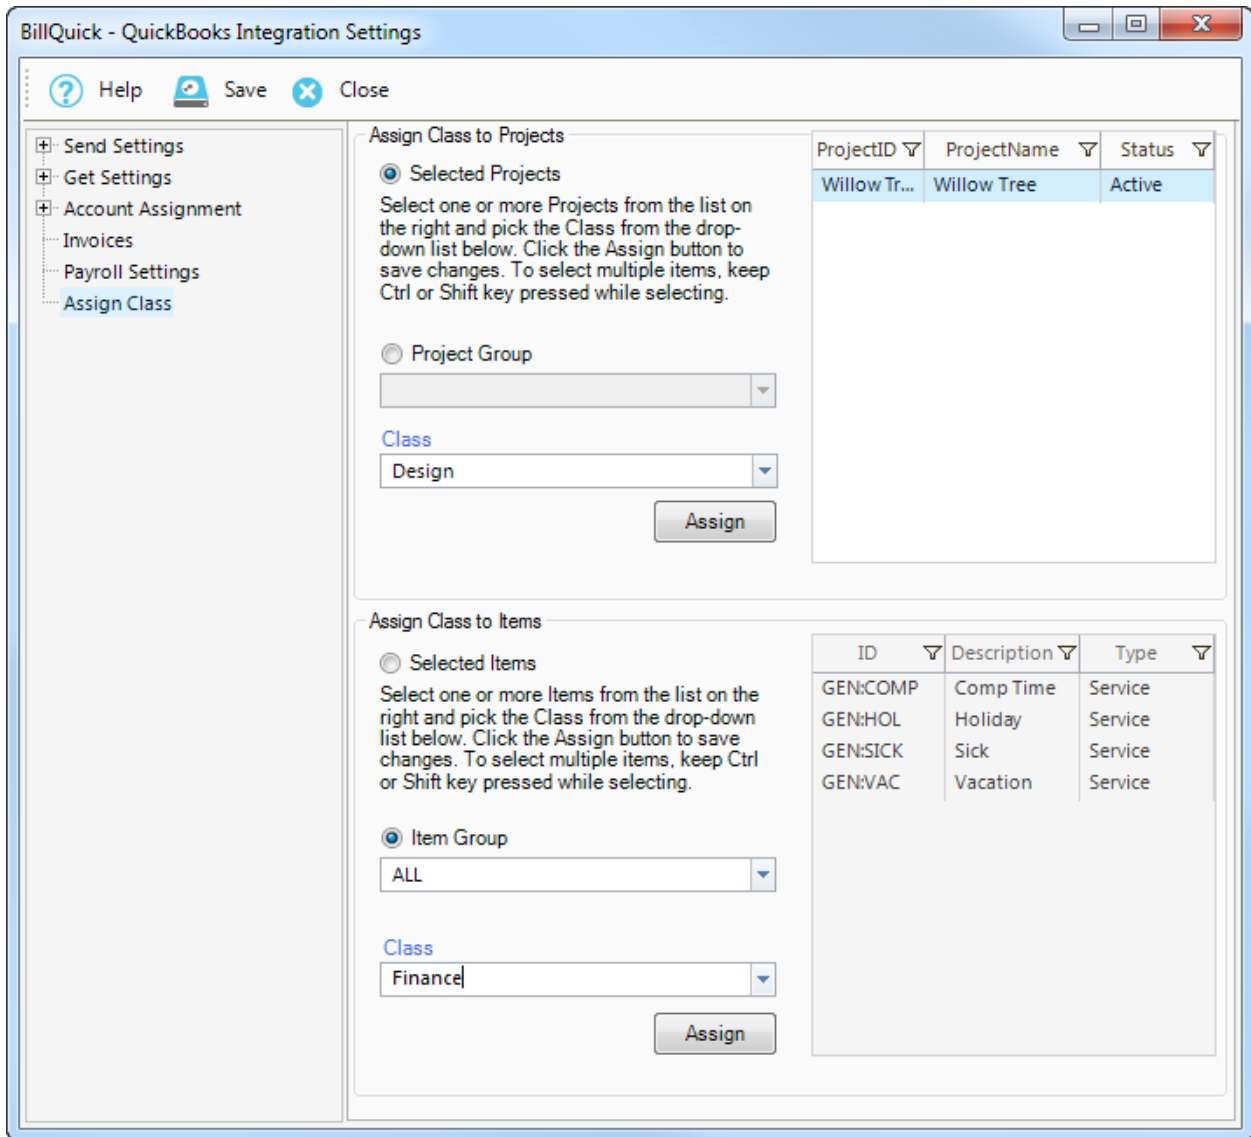 BillQuick - QuickBooks Integration Settings
Help Save Close
Send Settings
Get Settings
Account Assignment
Invoices
Payroll Settings
Assign Class
Assign Class to Projects
Selected Projects
Select one or more Projects from the list on
the right and pick the Class from the drop-
down list below. Click the Assign button to
save changes. To select multiple items, keep
Ctrl or Shift key pressed while selecting.
Project Group
Class
Design
Assign
ProjectID ProjectName Status
Willow Tr... Willow Tree Active
Assign Class to Items
Selected Items
Select one or more Items from the list on the
right and pick the Class from the drop-down
list below. Click the Assign button to save
changes. To select multiple items, keep Ctrl
or Shift key pressed while selecting.
Item Group
ALL
Class
Finance
Assign
ID Description Type
GEN:COMP Comp Time Service
GEN:HOL Holiday Service
GEN:SICK Sick Service
GEN:VAC Vacation Service